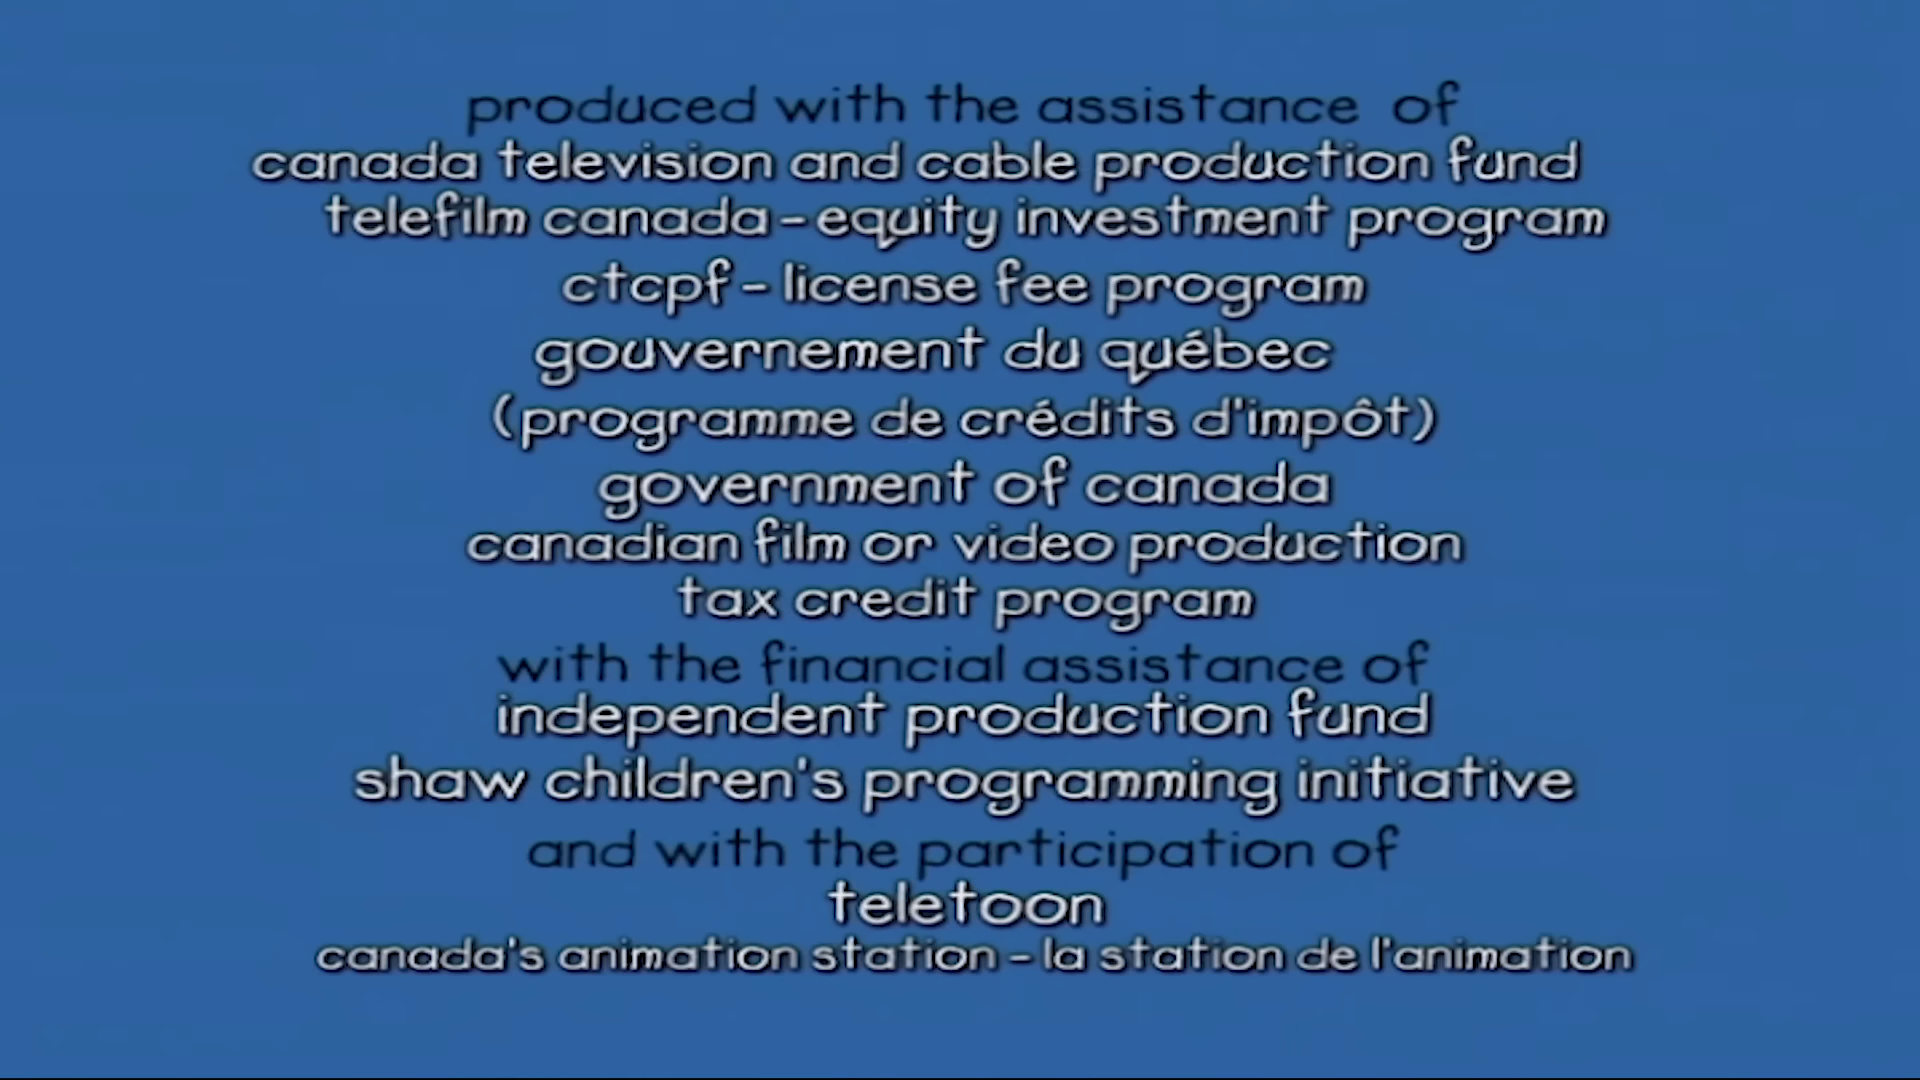 produced with the assistance of
canada television and cable production fund
telefilm canada - equity investment program
ctcpf - license fee program
gouvernement du québec
(programme de crédits d'impôt)
government of canada
canadian film or video production
tax credit program
with the financial assistance of
independent production fund
shaw children's programming initiative
and with the participation of
teletoon
canada's animation station - la station de l'animation